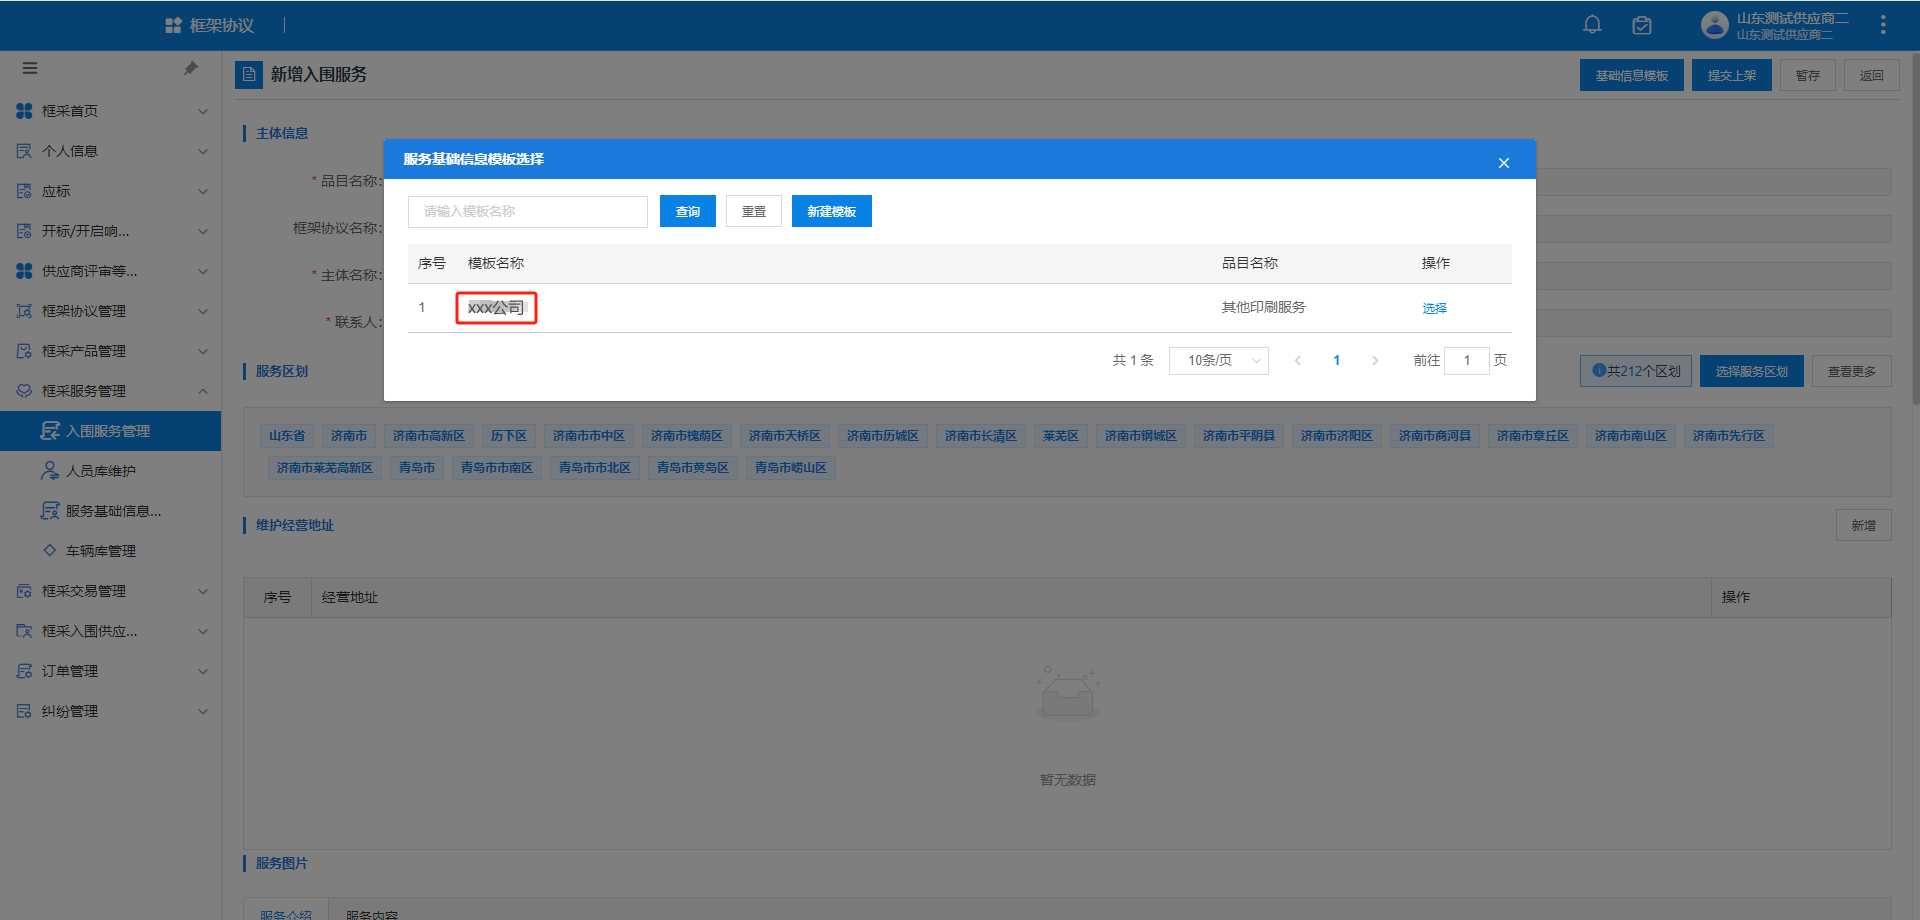 框架协议
山东测试供应商二
山东测试供应商二
新增入围服务
基础信息模板 提交上架 暂存 返回
框采首页
个人信息
应标
开标/开启响...
供应商评审等...
框架协议管理
框采产品管理
框采服务管理
入围服务管理
人员库维护
服务基础信息...
车辆库管理
框采交易管理
框采入围供应...
订单管理
纠纷管理
主体信息
* 品目名称:
框架协议名称:
* 主体名称:
* 联系人:
服务基础信息模板选择
请输入模板名称 查询 重置 新建模板
序号 模板名称 品目名称 操作
1 xxx公司 其他印刷服务 选择
共 1 条 10条/页 1 前往 1 页
服务区划
共212个区划 选择服务区划 查看更多
山东省 济南市 济南市高新区 历下区 济南市市中区 济南市槐荫区 济南市天桥区 济南市历城区 济南市长清区 莱芜区 济南市钢城区 济南市平阴县 济南市济阳区 济南市商河县 济南市章丘区 济南市南山区 济南市先行区
济南市莱芜高新区 青岛市 青岛市市南区 青岛市市北区 青岛市黄岛区 青岛市崂山区
维护经营地址
新增
序号 经营地址 操作
暂无数据
服务图片
服务介绍 服务内容